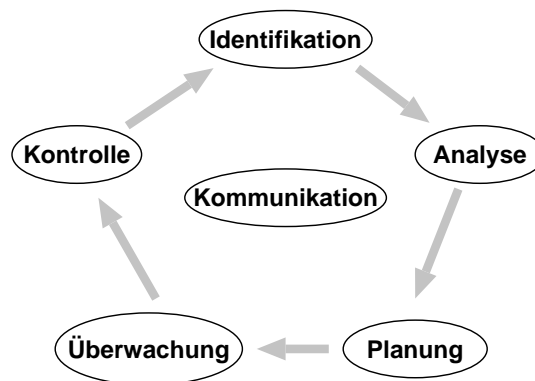 Identifikation
Kontrolle
Analyse
Kommunikation
Überwachung
Planung